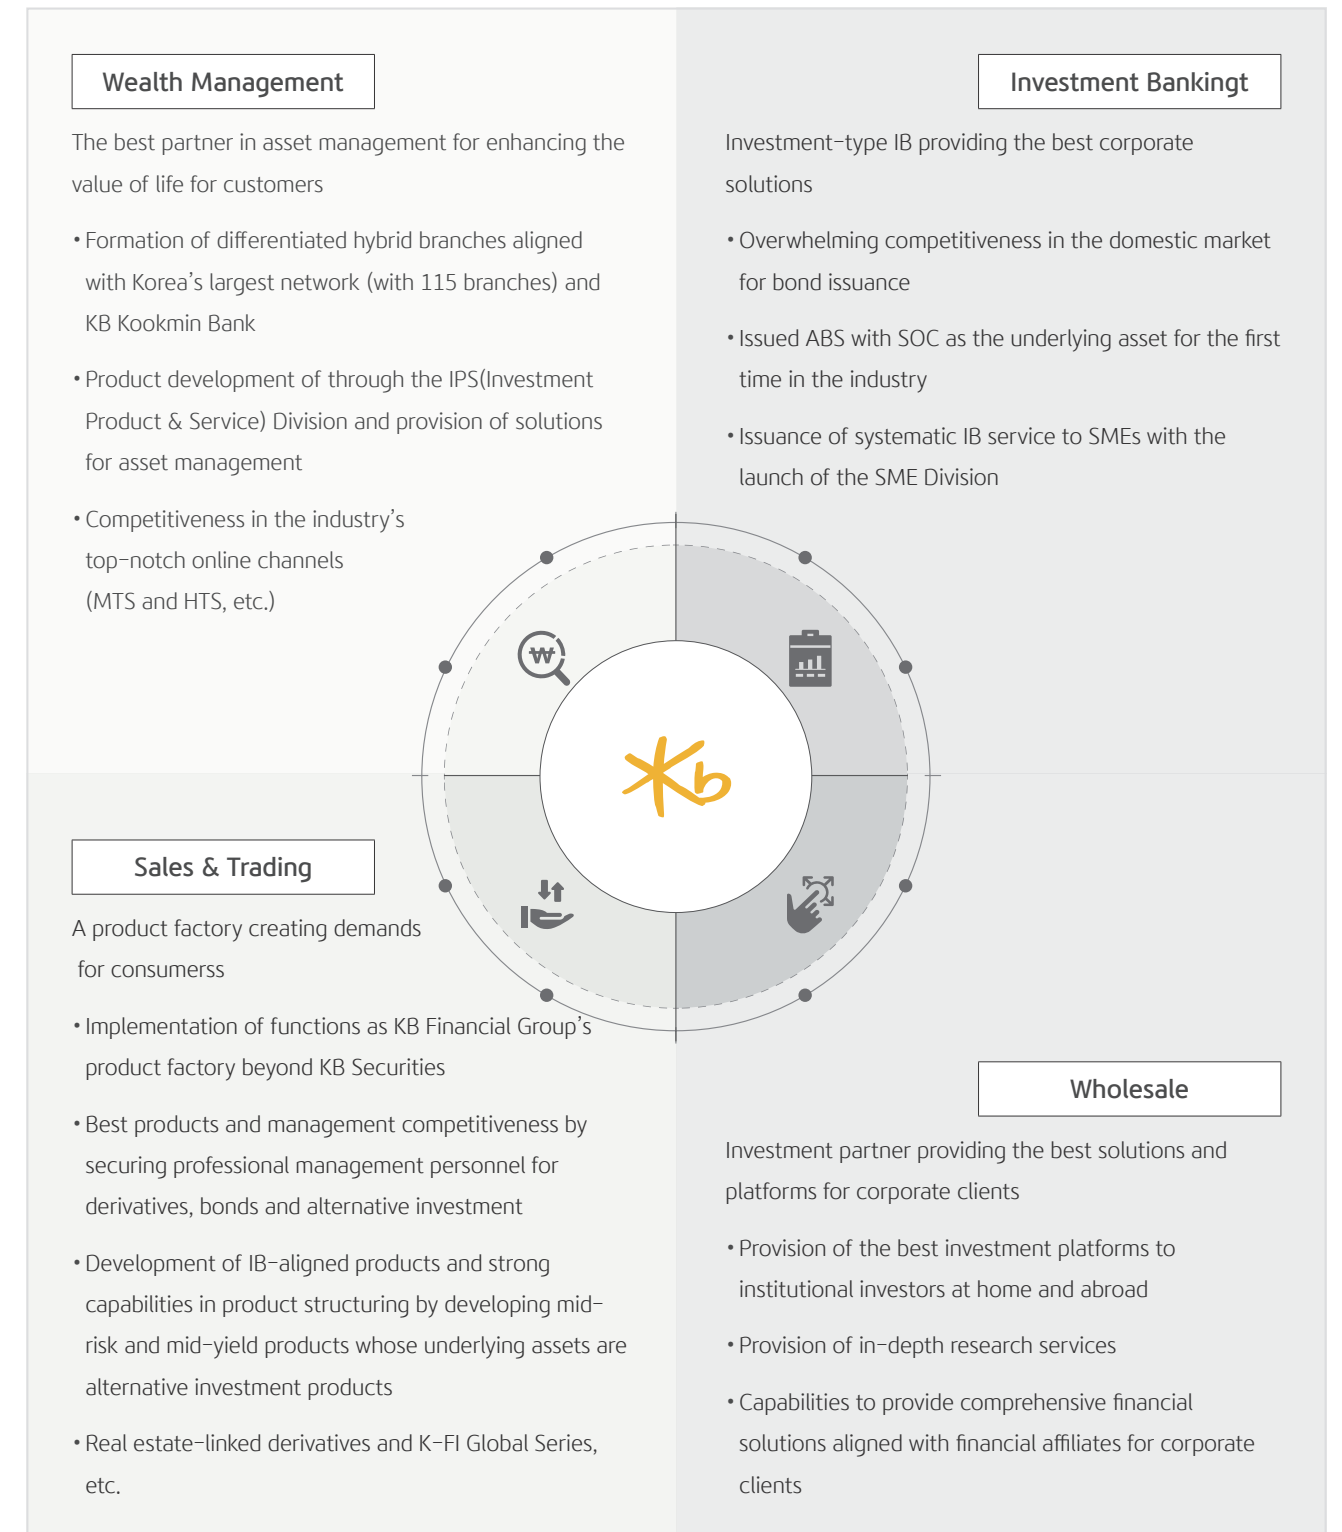 Wealth Management
The best partner in asset management for enhancing the
value of life for customers
• Formation of differentiated hybrid branches aligned
with Korea's largest network (with 115 branches) and
KB Kookmin Bank
• Product development of through the IPS(Investment
Product & Service) Division and provision of solutions
for asset management
• Competitiveness in the industry's
top-notch online channels
(MTS and HTS, etc.)
Investment Bankingt
Investment-type IB providing the best corporate
solutions
• Overwhelming competitiveness in the domestic market
for bond issuance
• Issued ABS with SOC as the underlying asset for the first
time in the industry
• Issuance of systematic IB service to SMEs with the
launch of the SME Division
₩
Kb
Sales & Trading
A product factory creating demands
for consumerss
• Implementation of functions as KB Financial Group's
product factory beyond KB Securities
• Best products and management competitiveness by
securing professional management personnel for
derivatives, bonds and alternative investment
• Development of IB-aligned products and strong
capabilities in product structuring by developing mid-
risk and mid-yield products whose underlying assets are
alternative investment products
• Real estate-linked derivatives and K-FI Global Series,
etc.
Wholesale
Investment partner providing the best solutions and
platforms for corporate clients
• Provision of the best investment platforms to
institutional investors at home and abroad
• Provision of in-depth research services
• Capabilities to provide comprehensive financial
solutions aligned with financial affiliates for corporate
clients